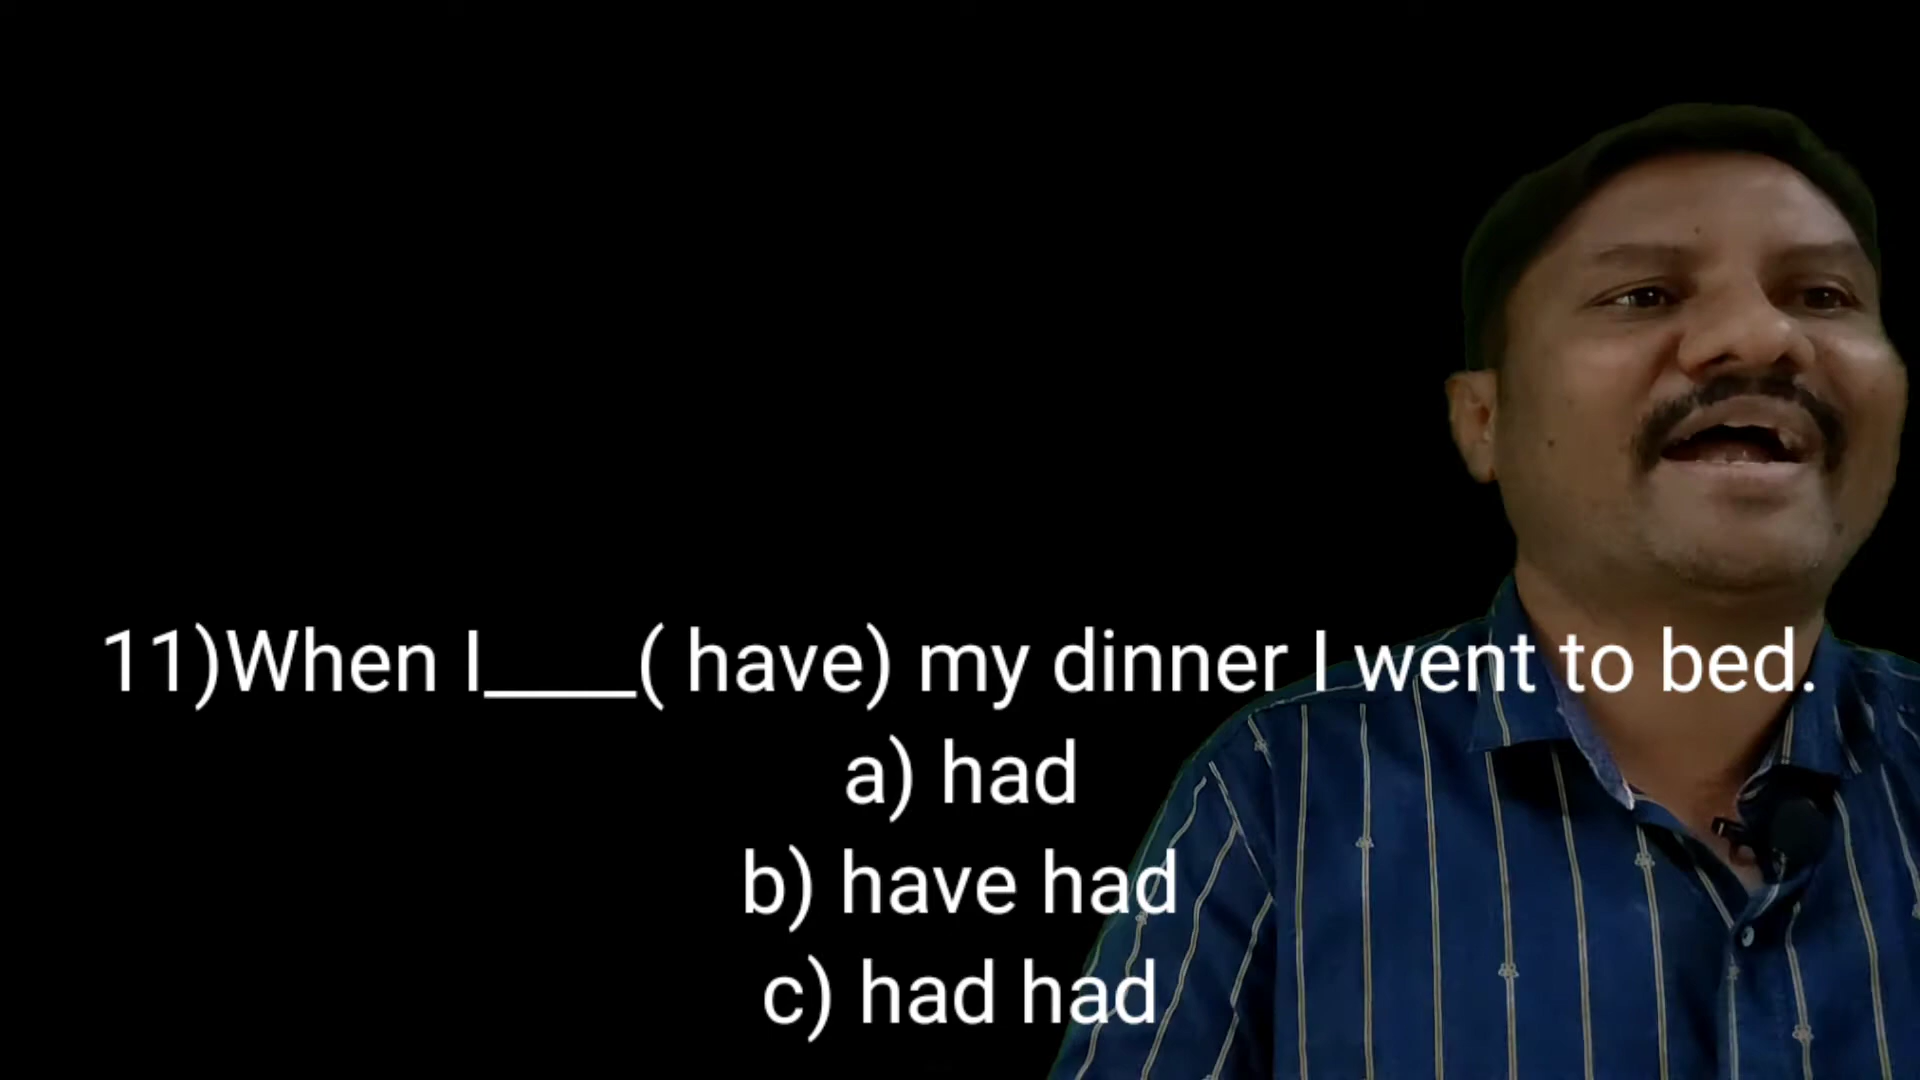 11)When I____( have) my dinner I went to bed.
a) had
b) have had
c) had had